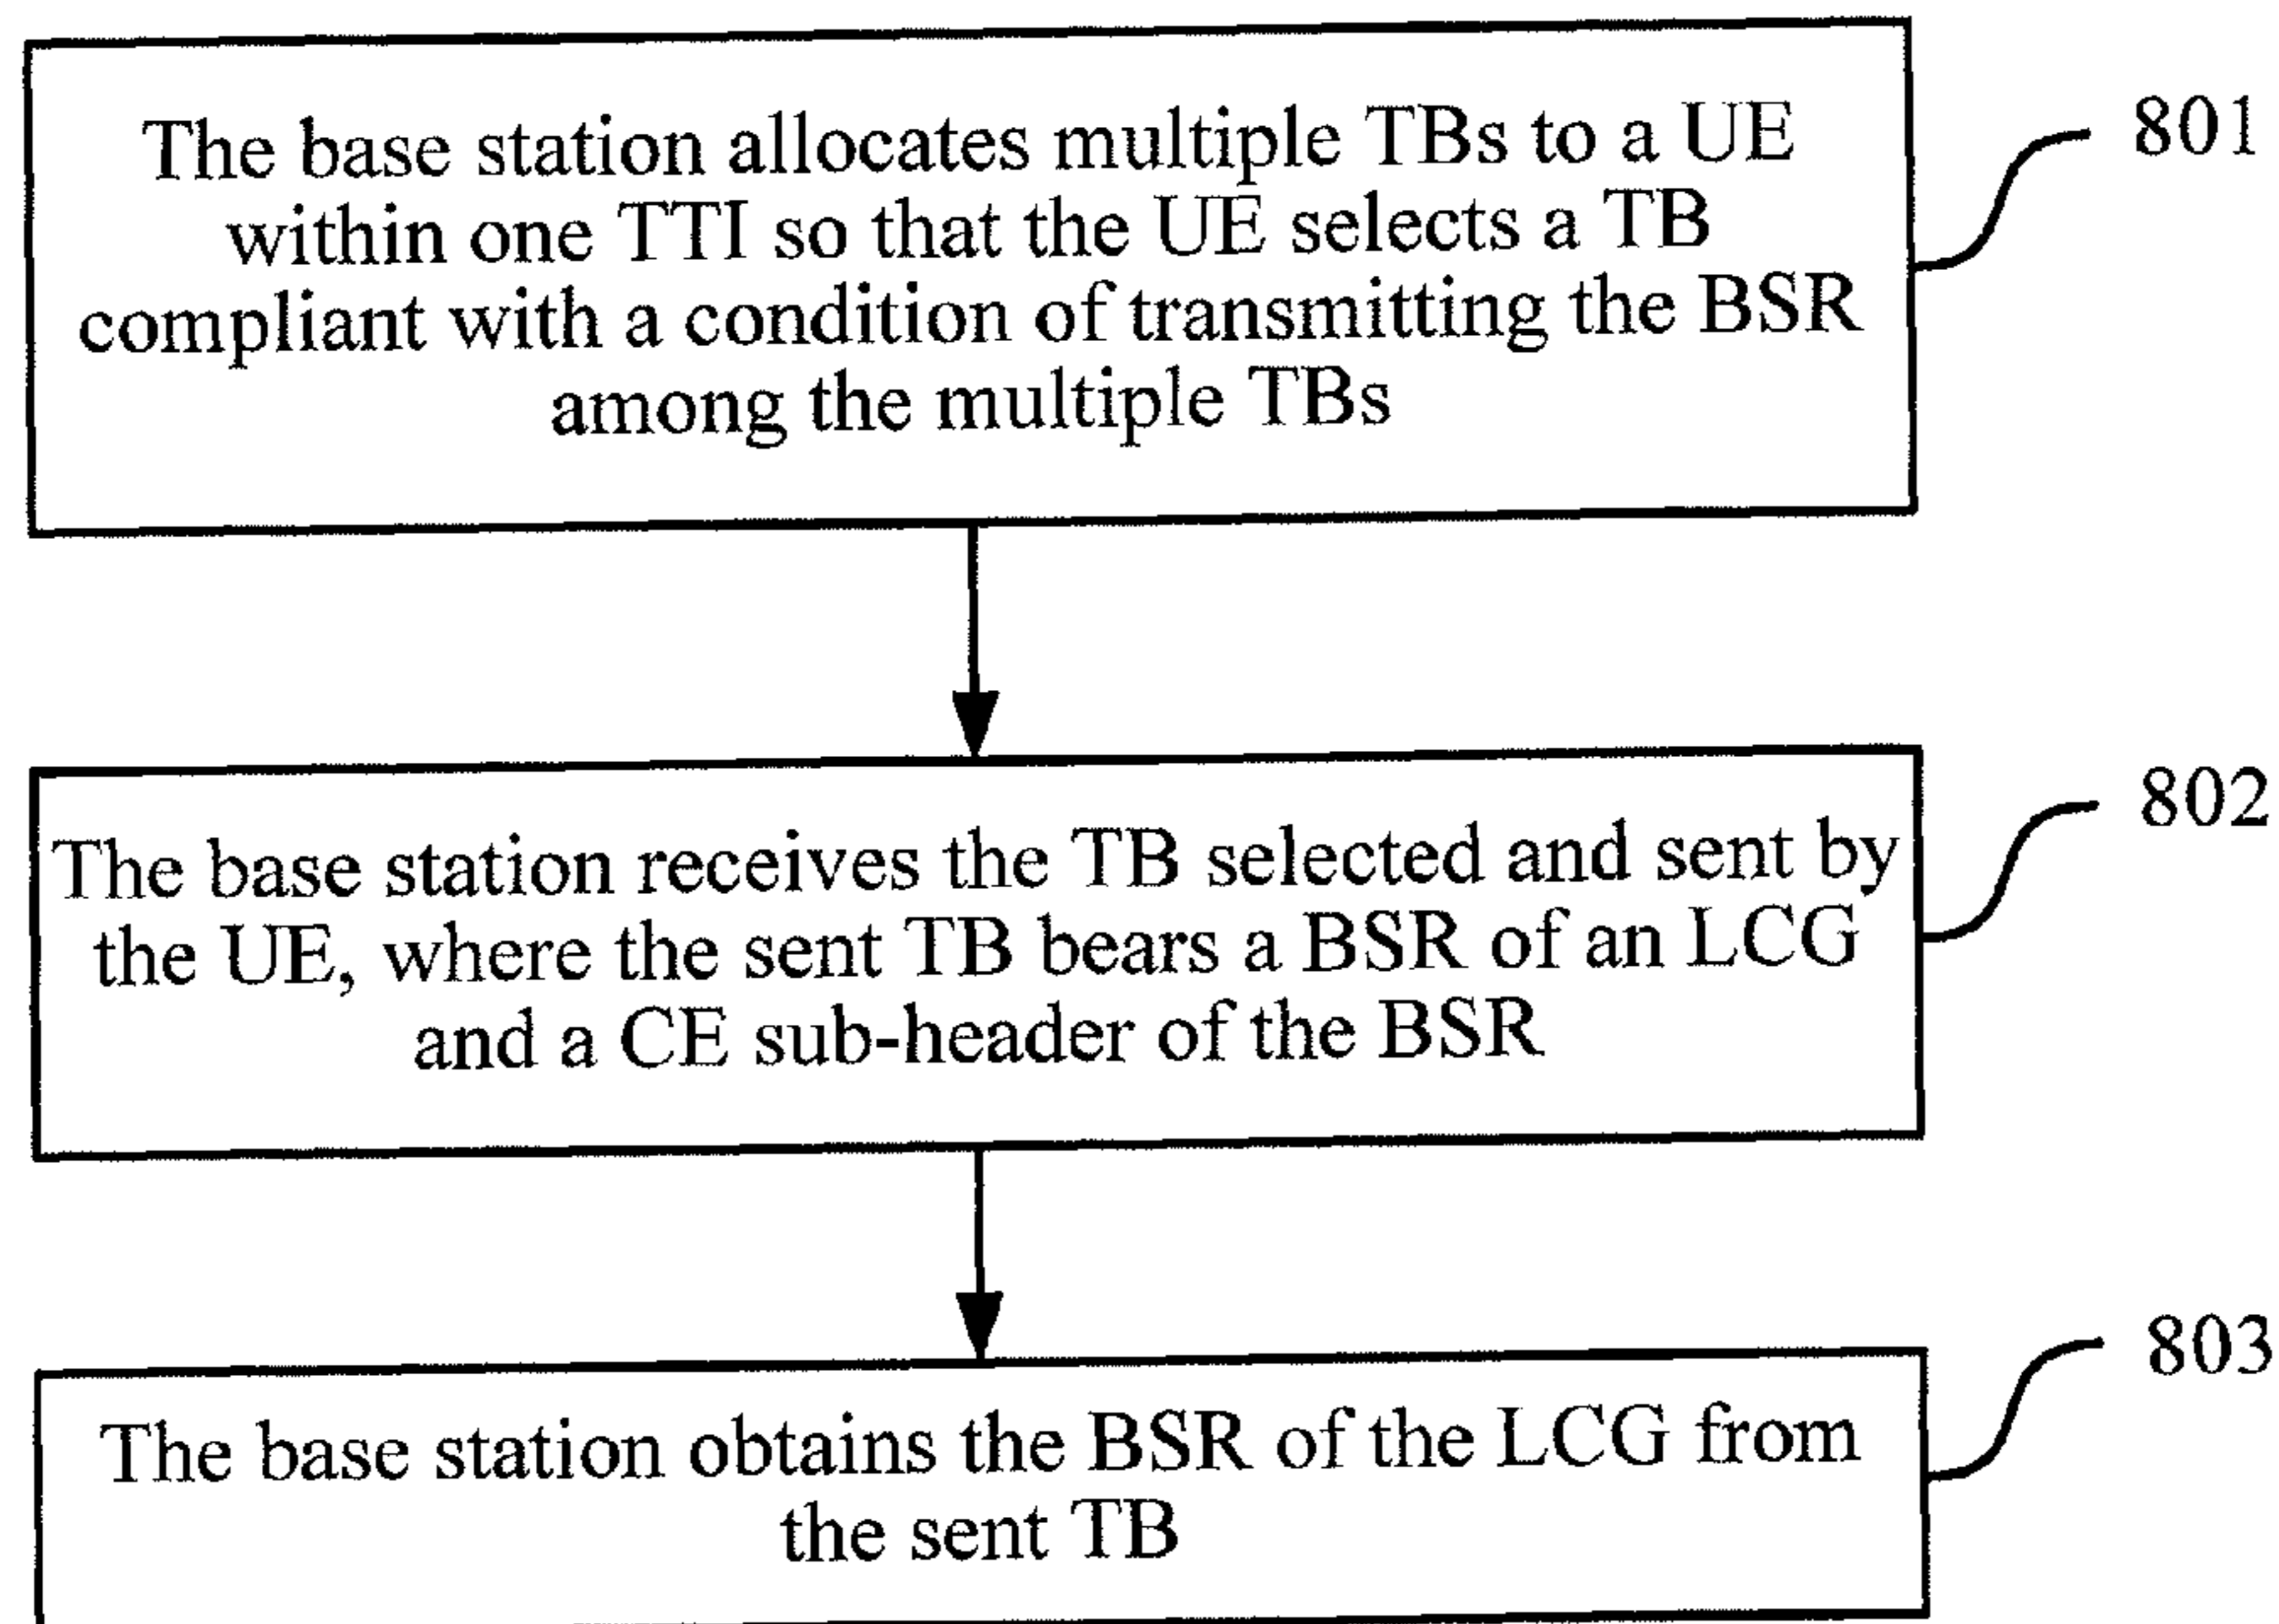 The base station allocates multiple TBs to a UE
within one TTI so that the UE selects a TB
compliant with a condition of transmitting the BSR
among the multiple TBs
801
The base station receives the TB selected and sent by
the UE, where the sent TB bears a BSR of an LCG
and a CE sub-header of the BSR
802
The base station obtains the BSR of the LCG from
the sent TB
803